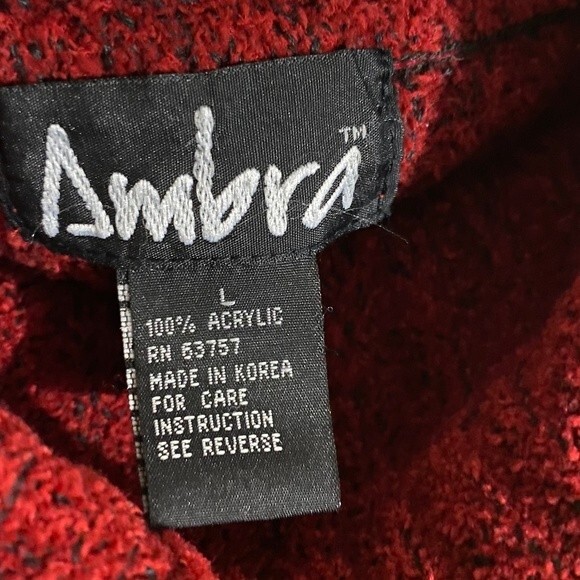 Ambra™
L
100% ACRYLIC
RN 63757
MADE IN KOREA
FOR CARE
INSTRUCTION
SEE REVERSE